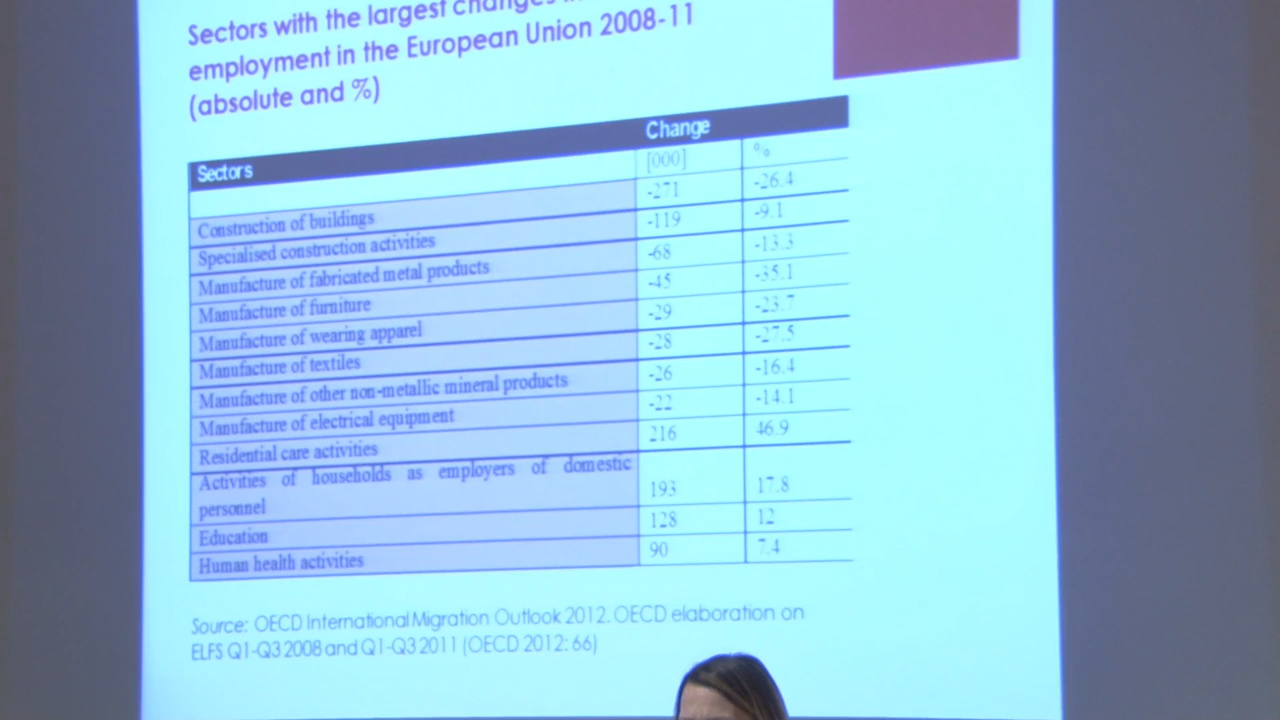 Sectors with the largest changes
employment in the European Union 2008-11
(absolute and %)
Sectors Change
[000] %
Construction of buildings -271 -26.4
Specialised construction activities -119 -9.1
Manufacture of fabricated metal products -68 -13.3
Manufacture of furniture -45 -35.1
Manufacture of wearing apparel -29 -23.7
Manufacture of textiles -28 -27.5
Manufacture of other non-metallic mineral products -26 -16.4
Manufacture of electrical equipment -22 -14.1
Residential care activities 216 46.9
Activities of households as employers of domestic
personnel 193 17.8
Education 128 12
Human health activities 90 7.4
Source: OECD International Migration Outlook 2012. OECD elaboration on
ELFS Q1-Q3 2008 and Q1-Q3 2011 (OECD 2012: 66)